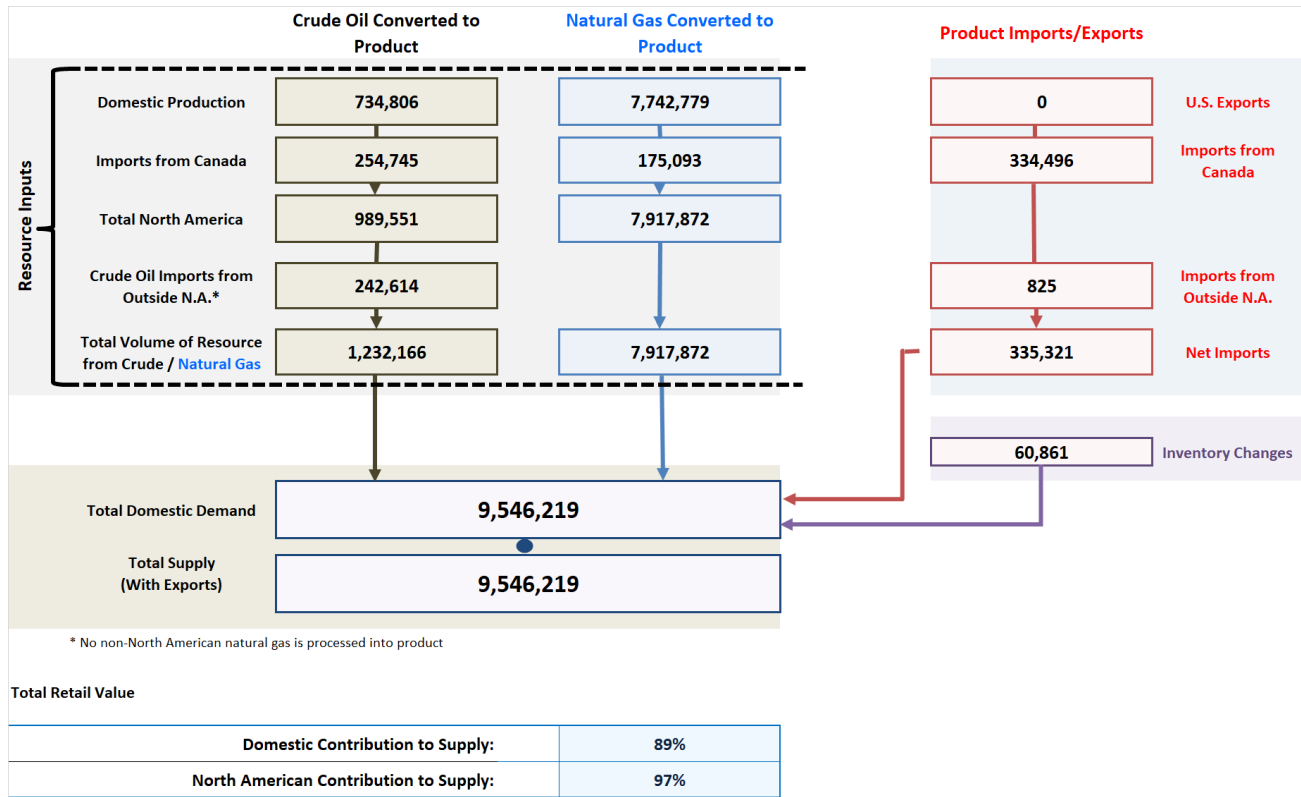 Crude Oil Converted to
Product
Natural Gas Converted to
Product
Product Imports/Exports
Resource Inputs
Domestic Production
734,806
7,742,779
0
U.S. Exports
Imports from Canada
254,745
175,093
334,496
Imports from
Canada
Total North America
989,551
7,917,872
Crude Oil Imports from
Outside N.A.*
242,614
825
Imports from
Outside N.A.
Total Volume of Resource
from Crude / Natural Gas
1,232,166
7,917,872
335,321
Net Imports
60,861
Inventory Changes
Total Domestic Demand
9,546,219
Total Supply
(With Exports)
9,546,219
* No non-North American natural gas is processed into product
Total Retail Value
Domestic Contribution to Supply:
89%
North American Contribution to Supply:
97%